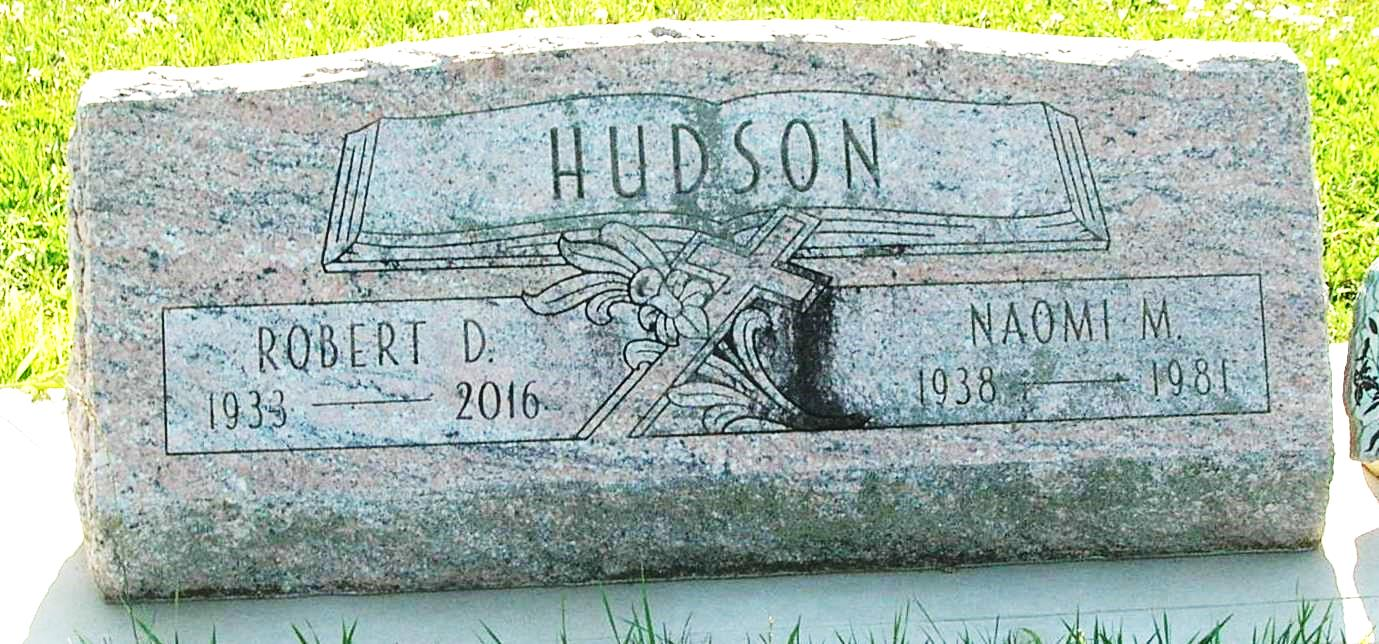 HUDSON
ROBERT D.
1933 — 2016
NAOMI M.
1938 — 1981